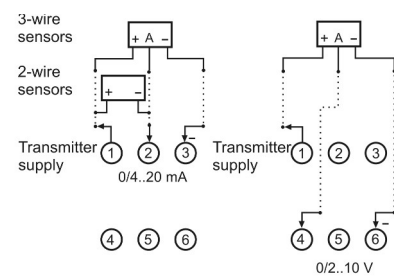 3-wire
sensors
+ A −
+ A −
2-wire
sensors
+ −
Transmitter
supply
1 2 3
−
0/4..20 mA
Transmitter
supply
1 2 3
4 5 6
4 5 6
−
0/2..10 V